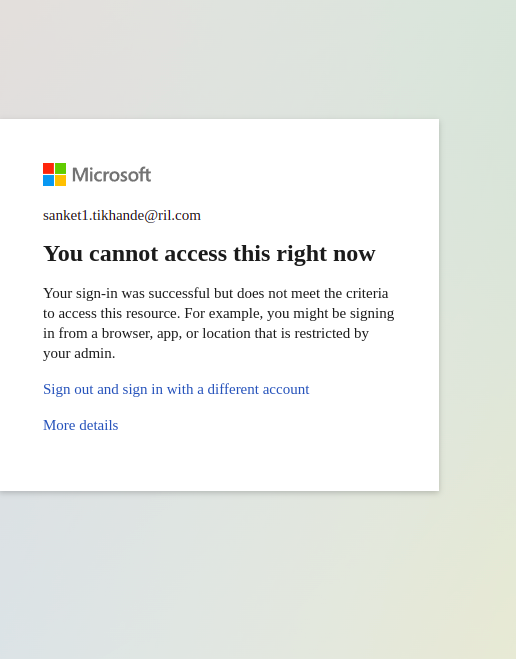 Microsoft
sanket1.tikhande@ril.com
You cannot access this right now
Your sign-in was successful but does not meet the criteria
to access this resource. For example, you might be signing
in from a browser, app, or location that is restricted by
your admin.
Sign out and sign in with a different account
More details